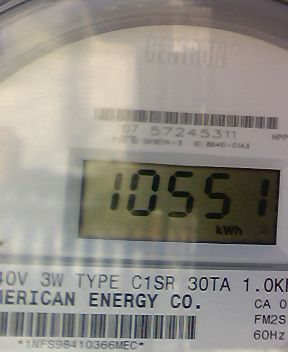 CENTRON
07 57245311
10551
kWh
40V 3W TYPE C1SR 30TA 1.0K
MERICAN ENERGY CO.
CA 0
FM2S
60Hz
*1NFS98410366MEC*